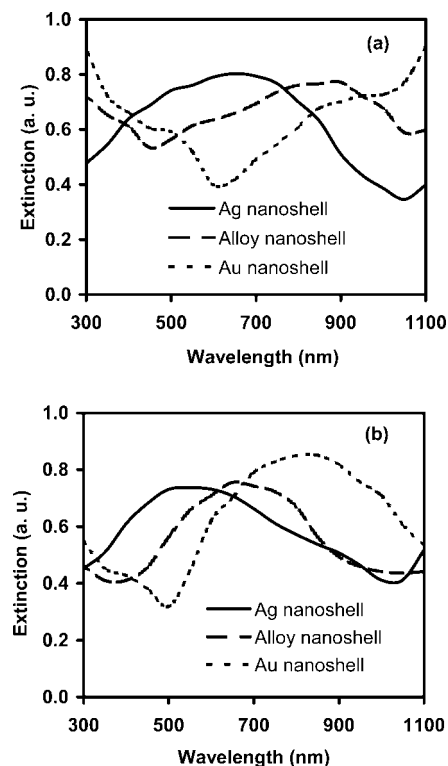 (a)
Extinction (a. u.)
1.0
0.8
0.6
0.4
0.2
0.0
Ag nanoshell
Alloy nanoshell
Au nanoshell
300 500 700 900 1100
Wavelength (nm)
(b)
Extinction (a. u.)
1.0
0.8
0.6
0.4
0.2
0.0
Ag nanoshell
Alloy nanoshell
Au nanoshell
300 500 700 900 1100
Wavelength (nm)